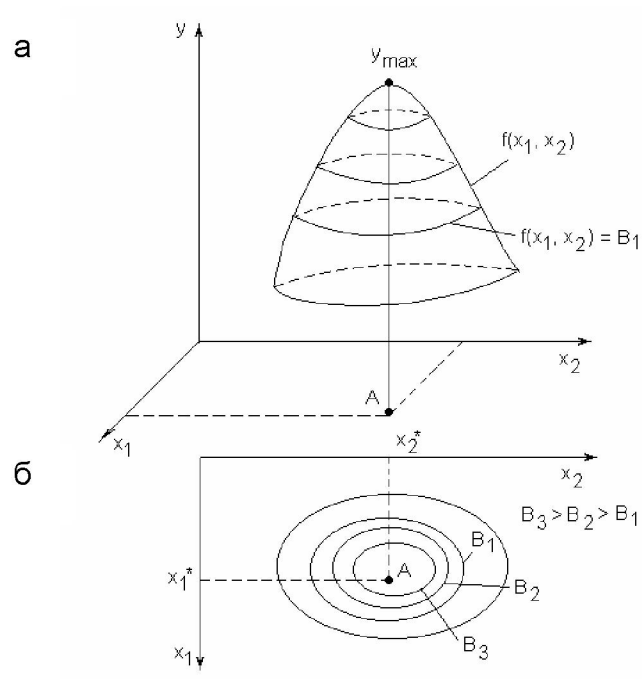 а
y
y_max
f(x₁, x₂)
f(x₁, x₂) = B₁
x₂
A
x₁
x₂*
б
x₂
B₃ > B₂ > B₁
B₁
A
x₁*
B₂
B₃
x₁